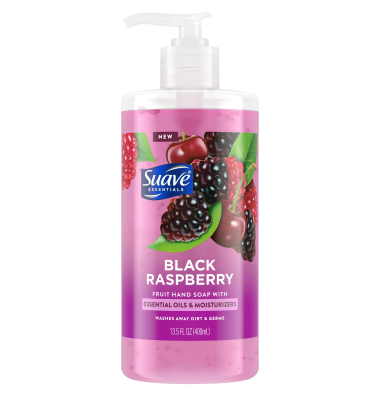 NEW
Suave
ESSENTIALS
BLACK
RASPBERRY
FRUIT HAND SOAP WITH
ESSENTIAL OILS & MOISTURIZERS
WASHES AWAY DIRT & GERMS
13.5 FL OZ (400mL)